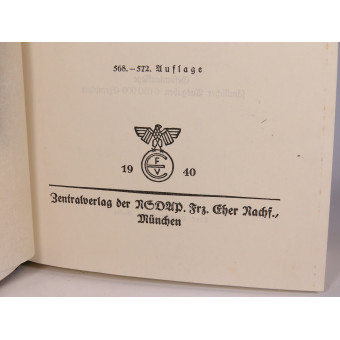 568.–572. Auflage
19 40
F
E
V
Zentralverlag der NSDAP. Frz. Eher Nachf.,
München